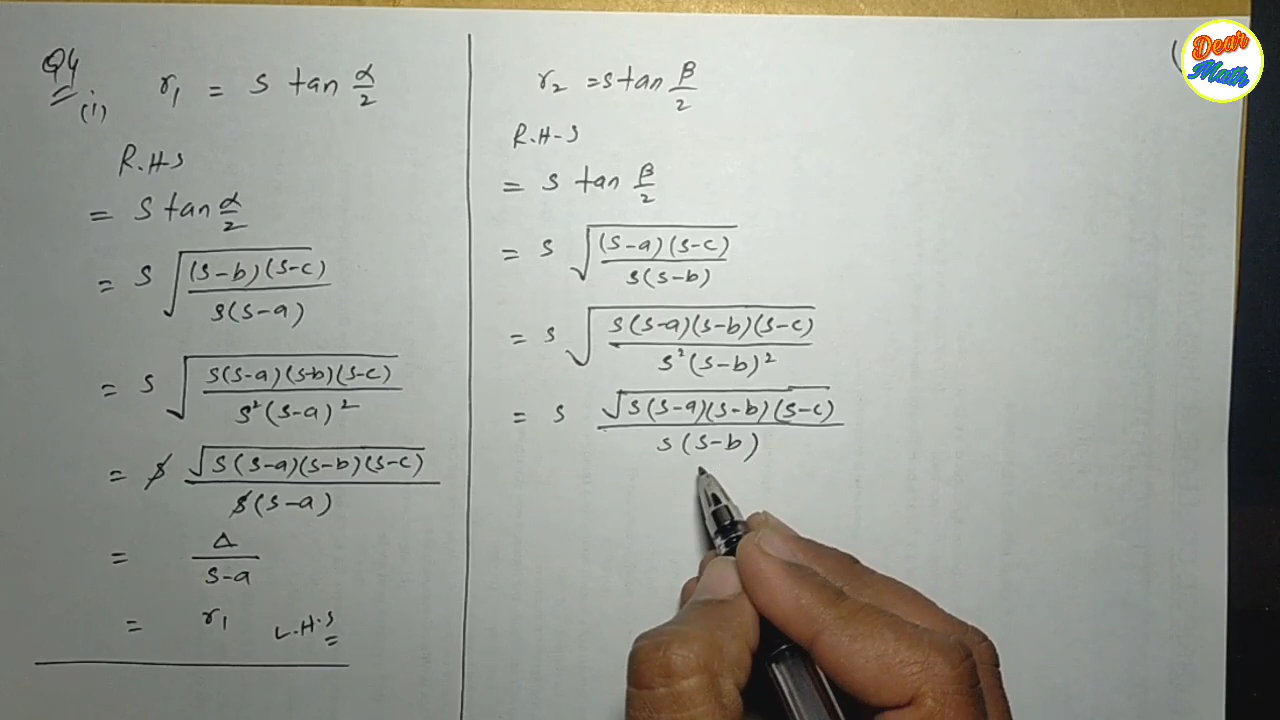 Q4
(i) r₁ = s tan α/2
R.H.S
= s tan α/2
= s √((s-b)(s-c)/s(s-a))
= s √(s(s-a)(s-b)(s-c)/s²(s-a)²)
= s √(s(s-a)(s-b)(s-c))/s(s-a)
= Δ/s-a
= r₁ L.H.S
r₂ = s tan β/2
R.H-S
= s tan β/2
= s √((s-a)(s-c)/s(s-b))
= s √(s(s-a)(s-b)(s-c)/s²(s-b)²)
= s √(s(s-a)(s-b)(s-c))/s(s-b)
Dear
Math